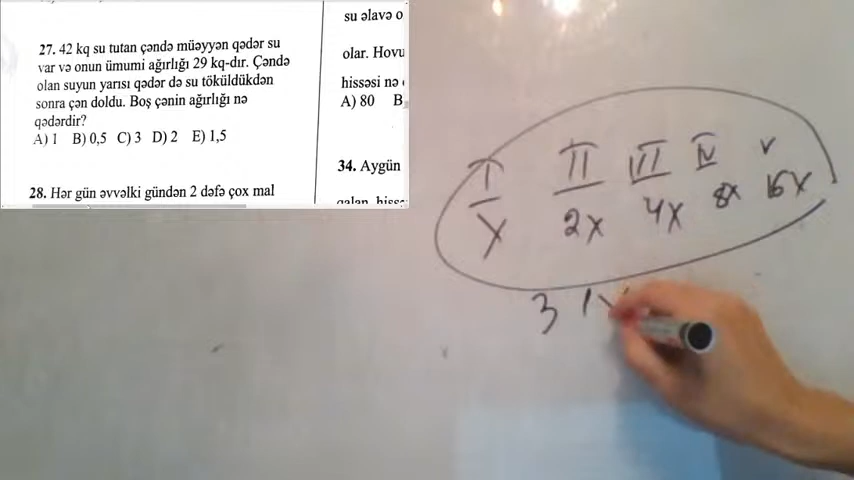 27. 42 kq su tutan çəndə müəyyən qədər su
var və onun ümumi ağırlığı 29 kq-dır. Çəndə
olan suyun yarısı qədər də su töküldükdən
sonra çən doldu. Boş çənin ağırlığı nə
qədərdir?
A) 1 B) 0,5 C) 3 D) 2 E) 1,5
28. Hər gün əvvəlki gündən 2 dəfə çox mal
su əlavə o
olar. Hovu
hissəsi nə
A) 80 B
34. Aygün
I II III IV V
x 2x 4x 8x 16x
3 1